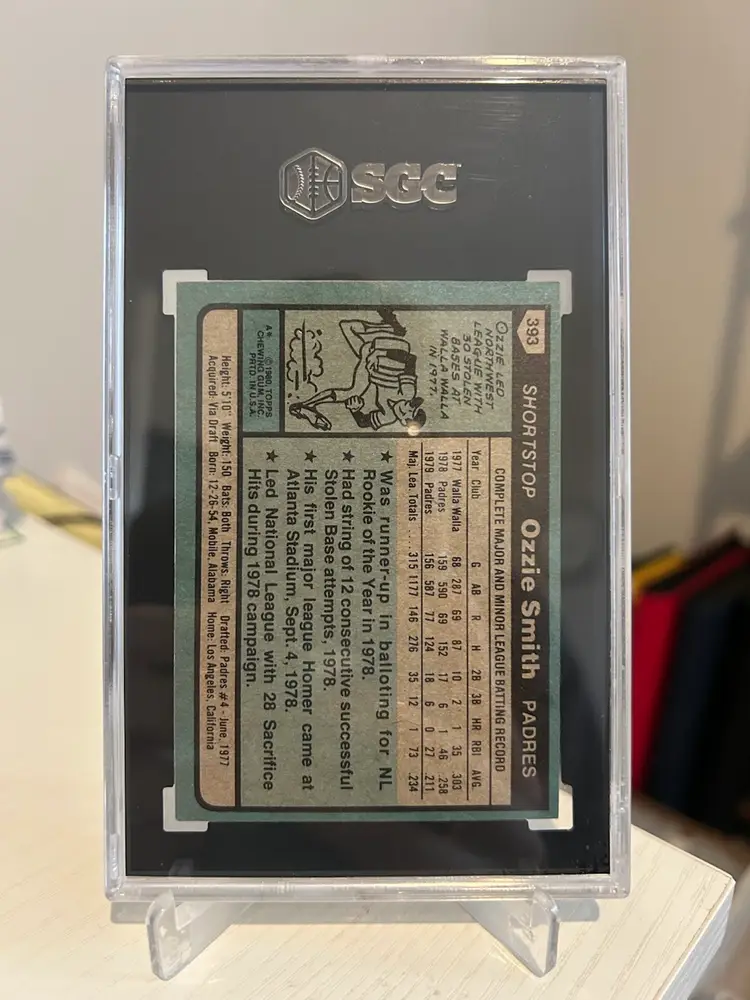 SGC
393
SHORTSTOP Ozzie Smith PADRES
OZZIE LED
NORTHWEST
LEAGUE WITH
30 STOLEN
BASES AT
WALLA WALLA
IN 1977.
A*
©1980 TOPPS
CHEWING GUM, INC.
PRTD. IN U.S.A.
COMPLETE MAJOR AND MINOR LEAGUE BATTING RECORD
Year Club G AB R H 2B 3B HR RBI AVG.
1977 Walla Walla 68 287 69 87 10 2 1 35 .303
1978 Padres 159 590 69 152 17 6 1 46 .258
1979 Padres 156 587 77 124 18 6 0 27 .211
Maj. Lea. Totals .... 315 1177 146 276 35 12 1 73 .234
★ Was runner-up in balloting for NL
Rookie of the Year in 1978.
★ Had string of 12 consecutive successful
Stolen Base attempts, 1978.
★ His first major league Homer came at
Atlanta Stadium, Sept. 4, 1978.
★ Led National League with 28 Sacrifice
Hits during 1978 campaign.
Height: 5'10" Weight: 150 Bats: Both Throws: Right Drafted: Padres #4 - June, 1977
Acquired: Via Draft Born: 12-26-54, Mobile, Alabama Home: Los Angeles, California